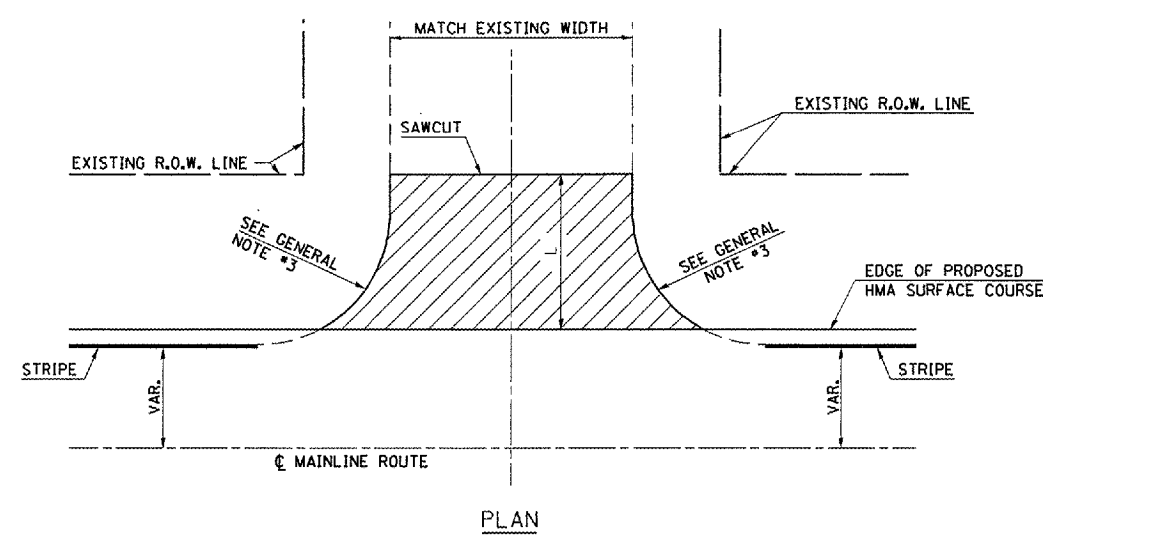 MATCH EXISTING WIDTH
EXISTING R.O.W. LINE
SAWCUT
EXISTING R.O.W. LINE
SEE GENERAL
NOTE #3
L
SEE GENERAL
NOTE #3
EDGE OF PROPOSED
HMA SURFACE COURSE
STRIPE
VAR.
VAR.
STRIPE
℄ MAINLINE ROUTE
PLAN